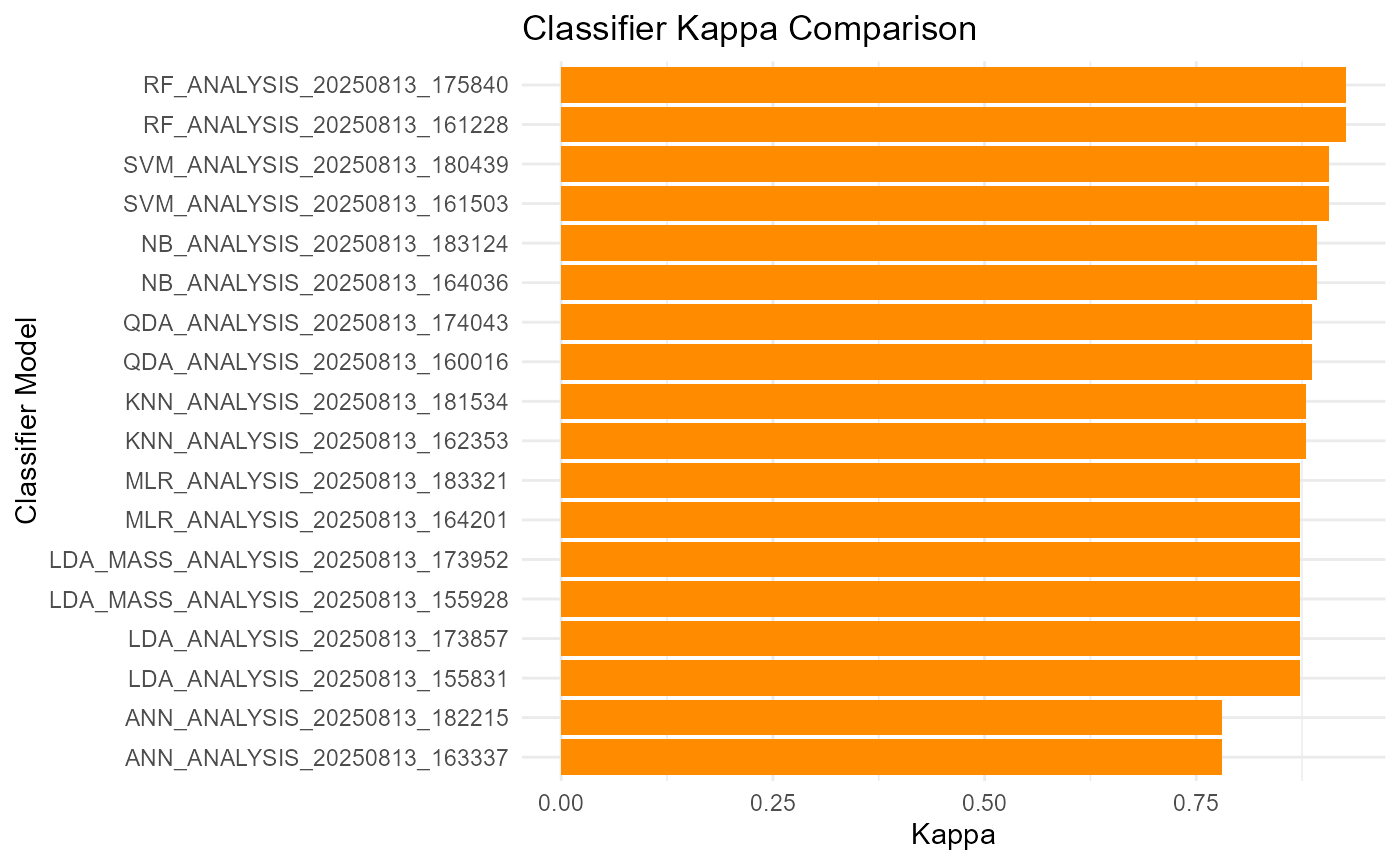 Classifier Kappa Comparison
Classifier Model
RF_ANALYSIS_20250813_175840
RF_ANALYSIS_20250813_161228
SVM_ANALYSIS_20250813_180439
SVM_ANALYSIS_20250813_161503
NB_ANALYSIS_20250813_183124
NB_ANALYSIS_20250813_164036
QDA_ANALYSIS_20250813_174043
QDA_ANALYSIS_20250813_160016
KNN_ANALYSIS_20250813_181534
KNN_ANALYSIS_20250813_162353
MLR_ANALYSIS_20250813_183321
MLR_ANALYSIS_20250813_164201
LDA_MASS_ANALYSIS_20250813_173952
LDA_MASS_ANALYSIS_20250813_155928
LDA_ANALYSIS_20250813_173857
LDA_ANALYSIS_20250813_155831
ANN_ANALYSIS_20250813_182215
ANN_ANALYSIS_20250813_163337
0.00 0.25 0.50 0.75
Kappa